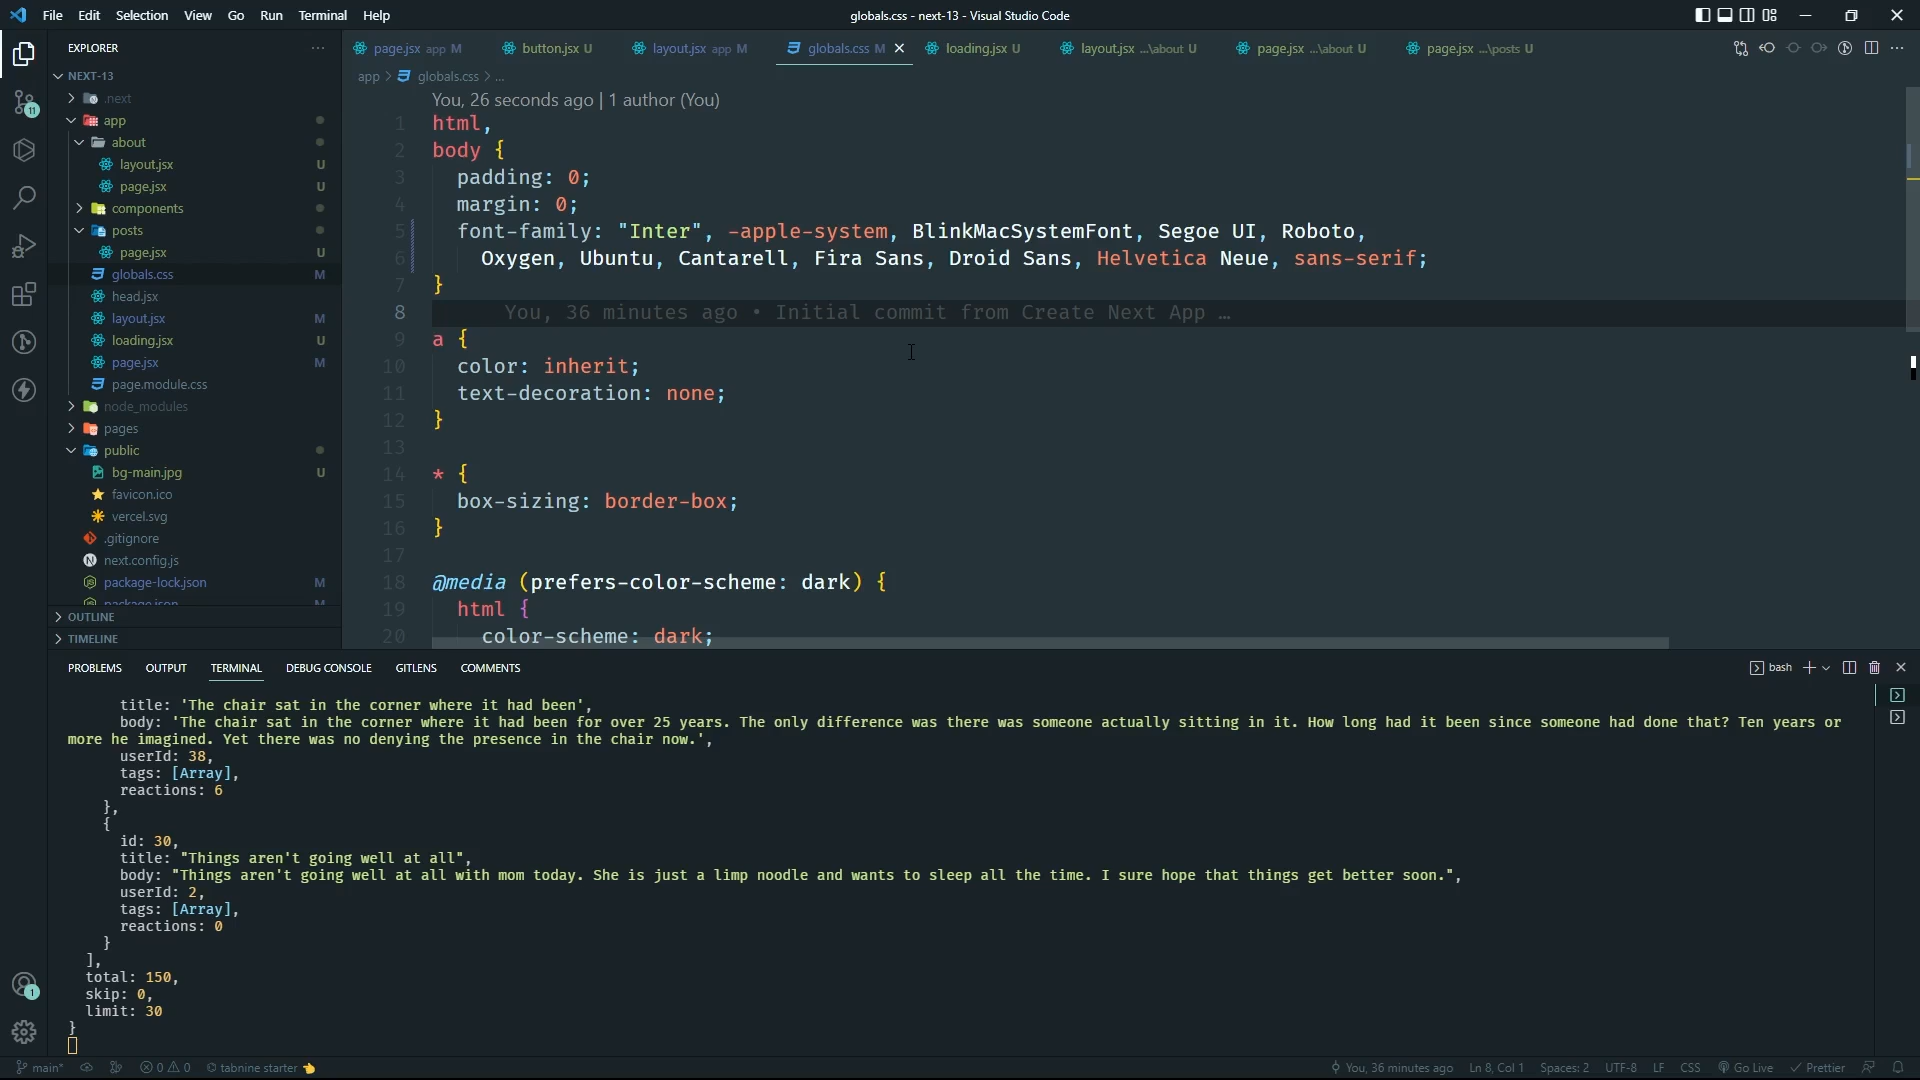 File Edit Selection View Go Run Terminal Help
globals.css - next-13 - Visual Studio Code
EXPLORER
page.jsx app M
button.jsx U
layout.jsx app M
globals.css M
loading.jsx U
layout.jsx ...\about U
page.jsx ...\about U
page.jsx ...\posts U
NEXT-13
.next
app
about
layout.jsx U
page.jsx U
components
posts
page.jsx U
globals.css M
head.jsx
layout.jsx M
loading.jsx U
page.jsx M
page.module.css
node_modules
pages
public
bg-main.jpg U
favicon.ico
vercel.svg
.gitignore
next.config.js
package-lock.json M
package.json M
OUTLINE
TIMELINE
11
1
app > globals.css > ...
You, 26 seconds ago | 1 author (You)
1 html,
2 body {
3 padding: 0;
4 margin: 0;
5 font-family: "Inter", -apple-system, BlinkMacSystemFont, Segoe UI, Roboto,
6 Oxygen, Ubuntu, Cantarell, Fira Sans, Droid Sans, Helvetica Neue, sans-serif;
7 }
8 You, 36 minutes ago • Initial commit from Create Next App …
9 a {
10 color: inherit;
11 text-decoration: none;
12 }
13
14 * {
15 box-sizing: border-box;
16 }
17
18 @media (prefers-color-scheme: dark) {
19 html {
20 color-scheme: dark;
PROBLEMS OUTPUT TERMINAL DEBUG CONSOLE GITLENS COMMENTS
bash
title: 'The chair sat in the corner where it had been',
body: 'The chair sat in the corner where it had been for over 25 years. The only difference was there was someone actually sitting in it. How long had it been since someone had done that? Ten years or
more he imagined. Yet there was no denying the presence in the chair now.',
userId: 38,
tags: [Array],
reactions: 6
},
{
id: 30,
title: "Things aren't going well at all",
body: "Things aren't going well at all with mom today. She is just a limp noodle and wants to sleep all the time. I sure hope that things get better soon.",
userId: 2,
tags: [Array],
reactions: 0
}
],
total: 150,
skip: 0,
limit: 30
}
main* 0 0 tabnine starter
You, 36 minutes ago Ln 8, Col 1 Spaces: 2 UTF-8 LF CSS Go Live Prettier